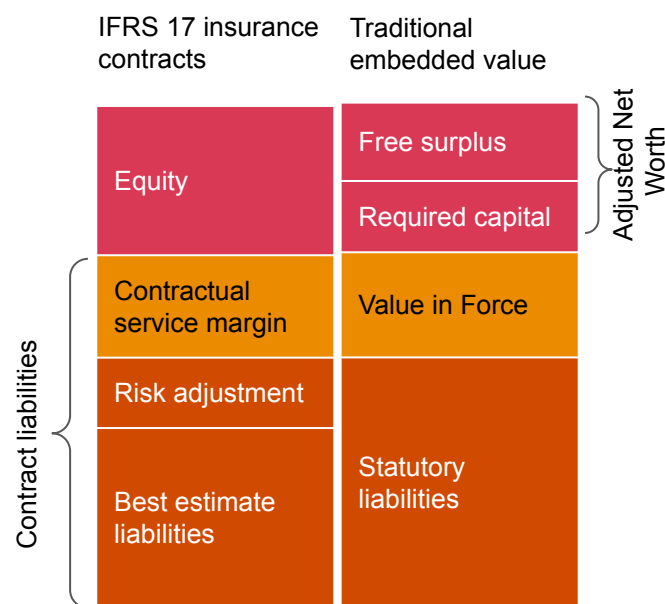 IFRS 17 insurance
contracts
Traditional
embedded value
Equity
Free surplus
Required capital
Adjusted Net
Worth
Contractual
service margin
Value in Force
Risk adjustment
Best estimate
liabilities
Statutory
liabilities
Contract liabilities